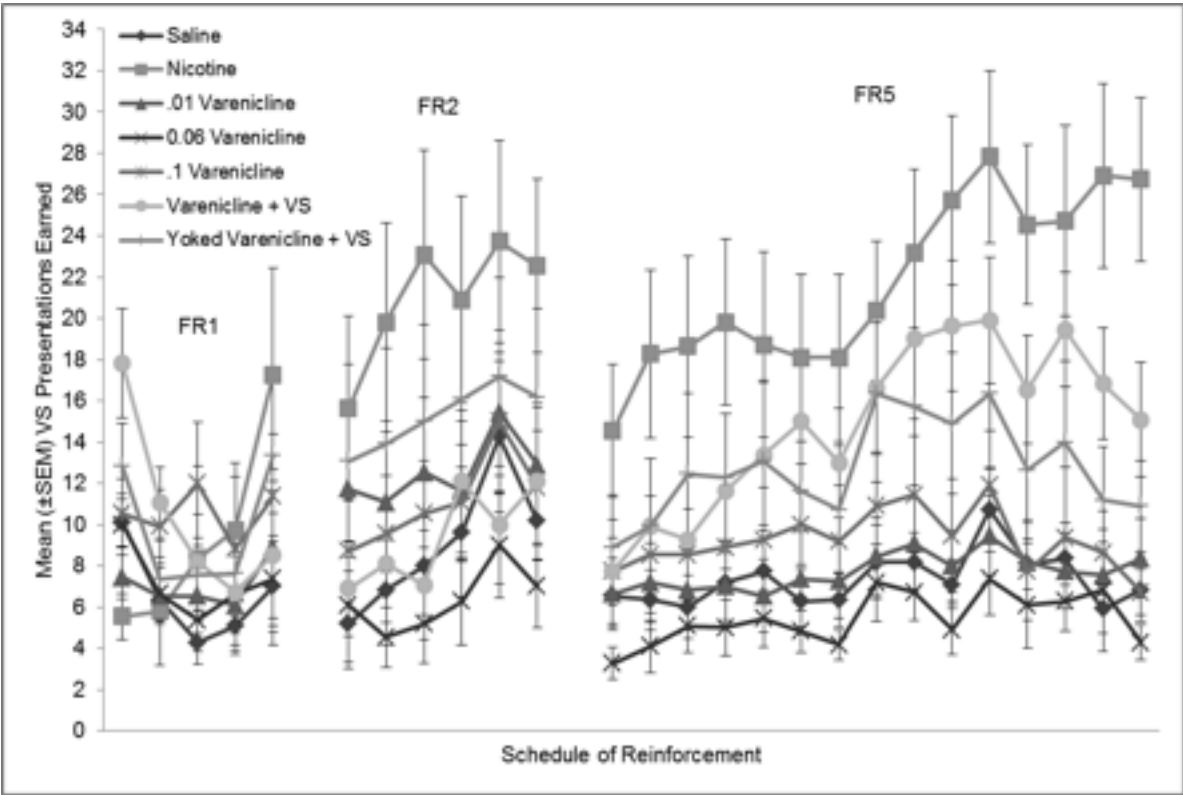 Mean (±SEM) VS Presentations Earned
34
32
30
28
26
24
22
20
18
16
14
12
10
8
6
4
2
0
Saline
Nicotine
.01 Varenicline
0.06 Varenicline
.1 Varenicline
Varenicline + VS
Yoked Varenicline + VS
FR1
FR2
FR5
Schedule of Reinforcement